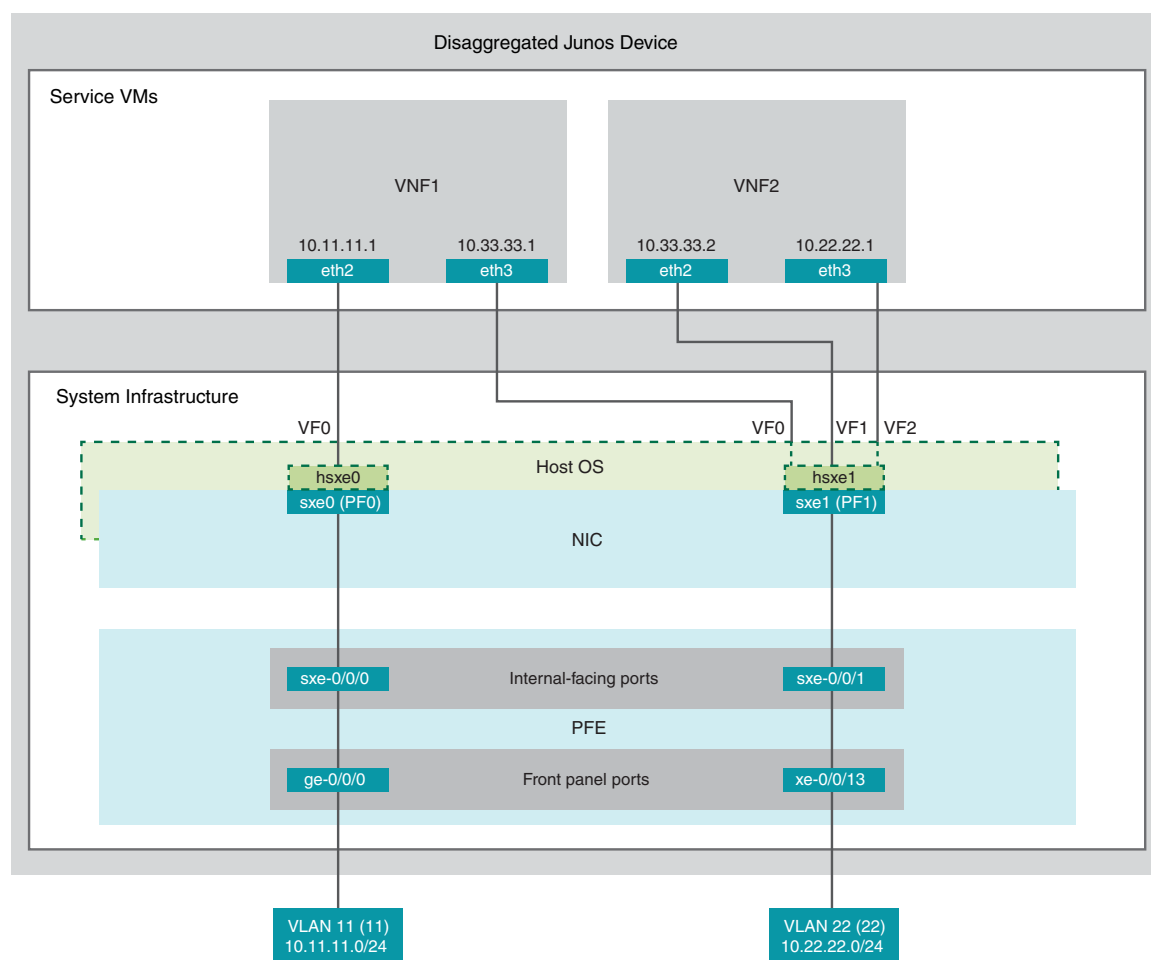 Disaggregated Junos Device
Service VMs
VNF1
VNF2
10.11.11.1
10.33.33.1
10.33.33.2
10.22.22.1
eth2
eth3
eth2
eth3
System Infrastructure
VF0
VF0
VF1
VF2
Host OS
hsxe0
hsxe1
sxe0 (PF0)
sxe1 (PF1)
NIC
sxe-0/0/0
Internal-facing ports
sxe-0/0/1
PFE
ge-0/0/0
Front panel ports
xe-0/0/13
VLAN 11 (11)
10.11.11.0/24
VLAN 22 (22)
10.22.22.0/24